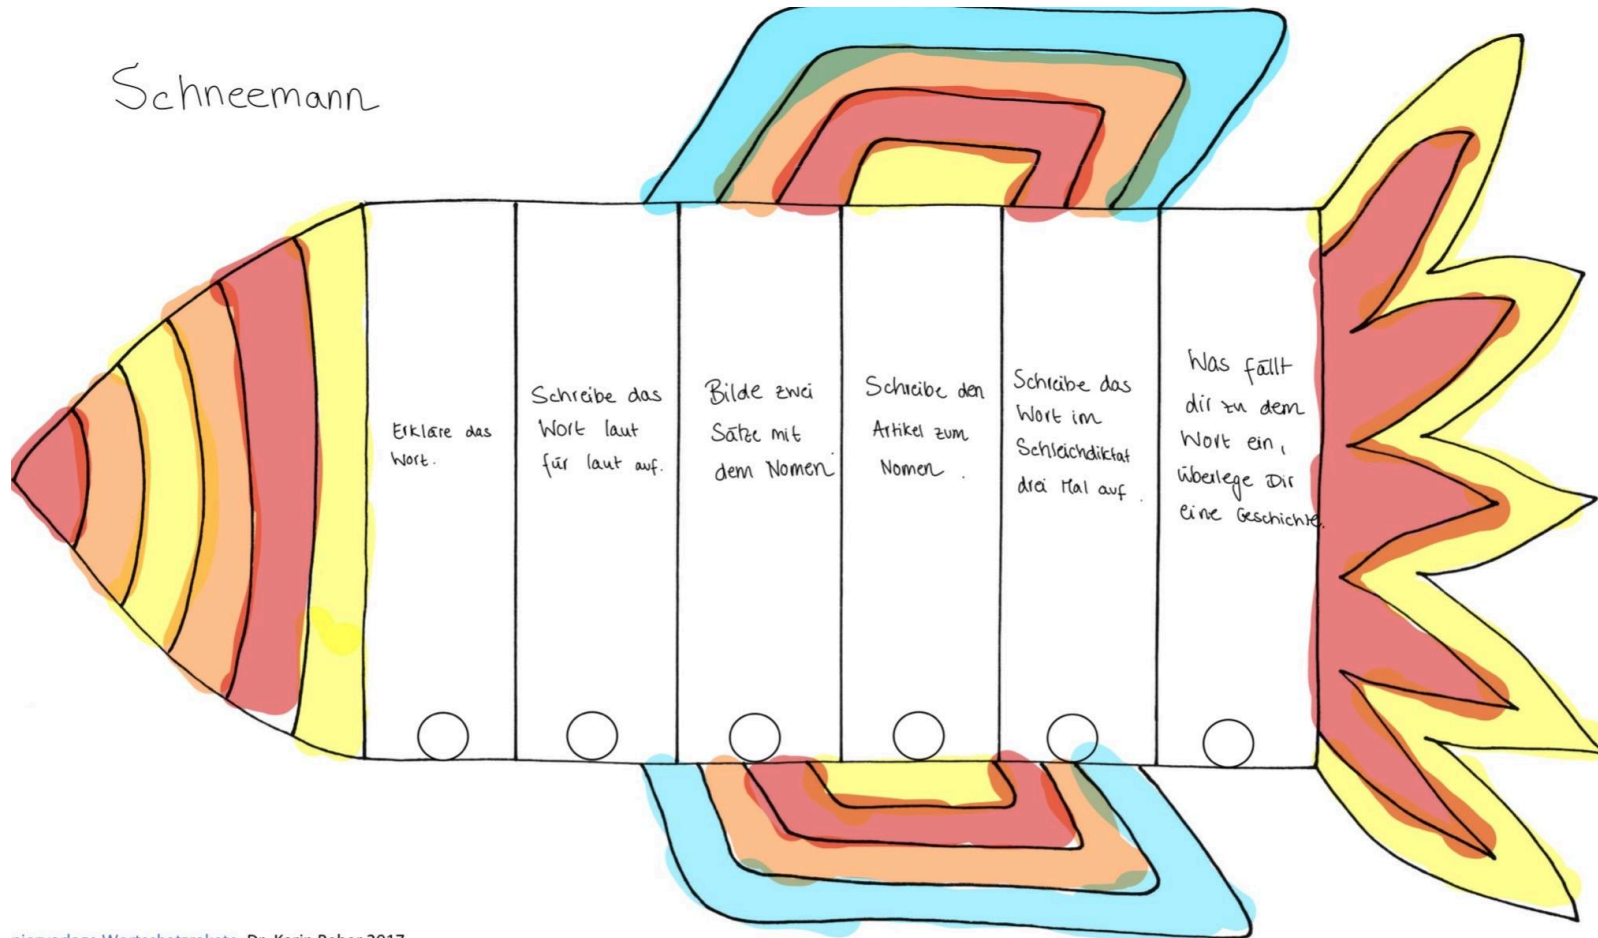 Schneemann
Erkläre das
Wort.
Schreibe das
Wort laut
für laut auf.
Bilde zwei
Sätze mit
dem Nomen
Schreibe den
Artikel zum
Nomen.
Schreibe das
Wort im
Schleichdiktat
drei Mal auf.
Was fällt
dir zu dem
Wort ein,
überlege Dir
eine Geschichte.